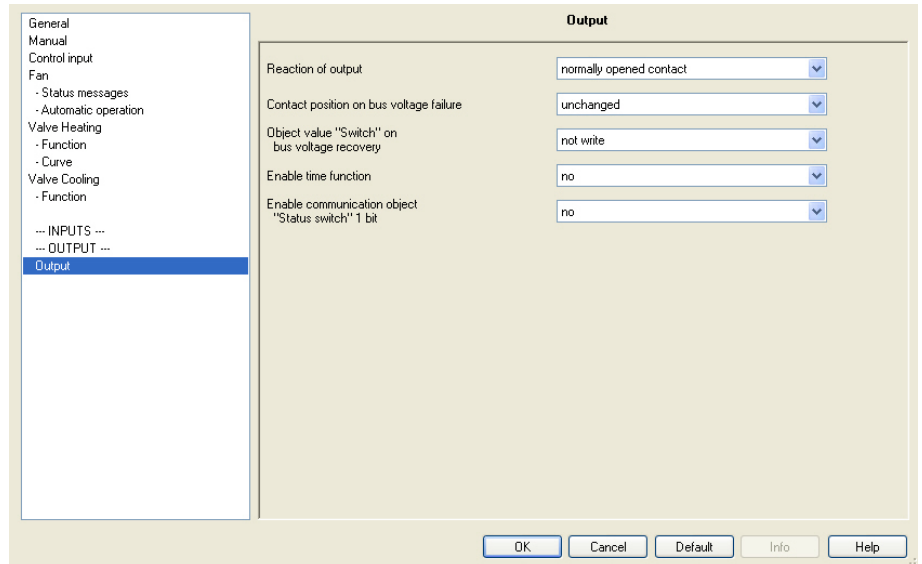 General
Manual
Control input
Fan
- Status messages
- Automatic operation
Valve Heating
- Function
- Curve
Valve Cooling
- Function
--- INPUTS ---
--- OUTPUT ---
Output
Output
Reaction of output
normally opened contact
Contact position on bus voltage failure
unchanged
Object value "Switch" on
bus voltage recovery
not write
Enable time function
no
Enable communication object
"Status switch" 1 bit
no
OK
Cancel
Default
Info
Help